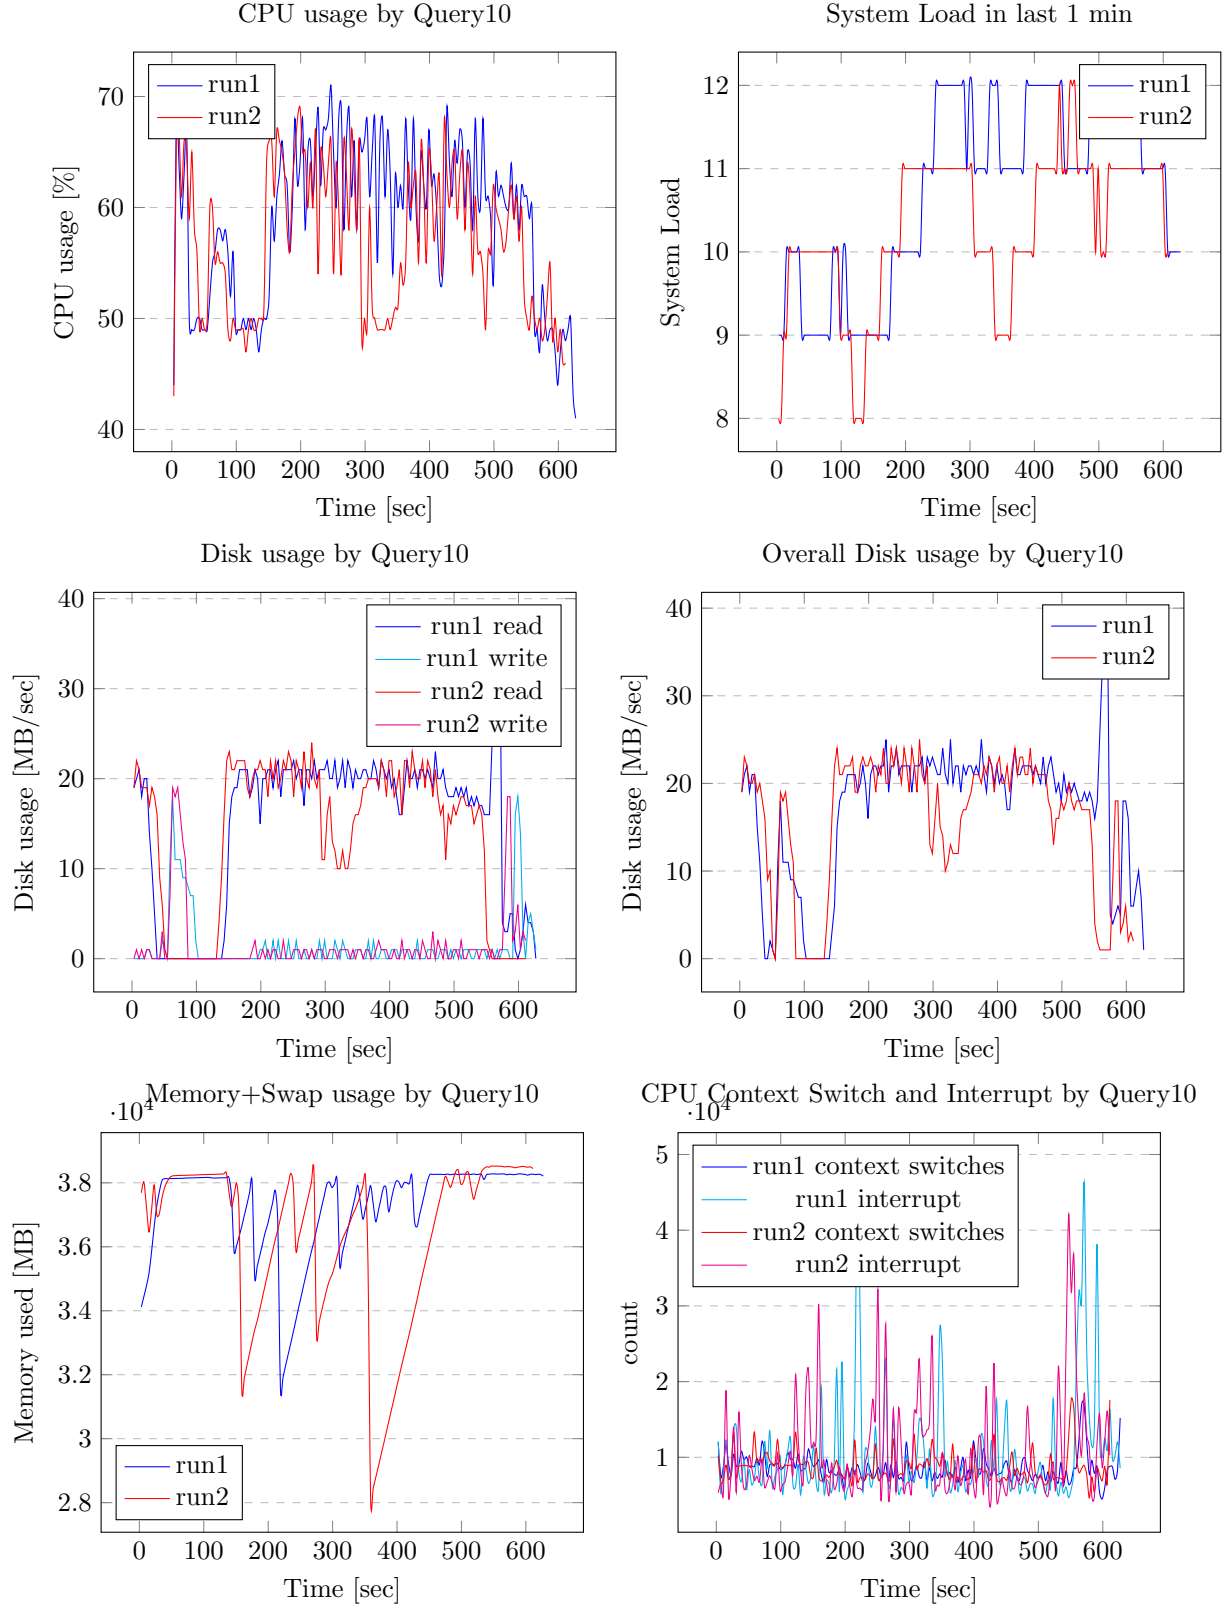 CPU usage by Query10
70
60
50
40
0 100 200 300 400 500 600
Time [sec]
CPU usage [%]
run1
run2
System Load in last 1 min
12
11
10
9
8
0 100 200 300 400 500 600
Time [sec]
System Load
run1
run2
Disk usage by Query10
40
30
20
10
0
0 100 200 300 400 500 600
Time [sec]
Disk usage [MB/sec]
run1 read
run1 write
run2 read
run2 write
Overall Disk usage by Query10
40
30
20
10
0
0 100 200 300 400 500 600
Time [sec]
Disk usage [MB/sec]
run1
run2
Memory+Swap usage by Query10
·10⁴
3.8
3.6
3.4
3.2
3
2.8
0 100 200 300 400 500 600
Time [sec]
Memory used [MB]
run1
run2
CPU Context Switch and Interrupt by Query10
·10⁴
5
4
3
2
1
0 100 200 300 400 500 600
Time [sec]
count
run1 context switches
run1 interrupt
run2 context switches
run2 interrupt